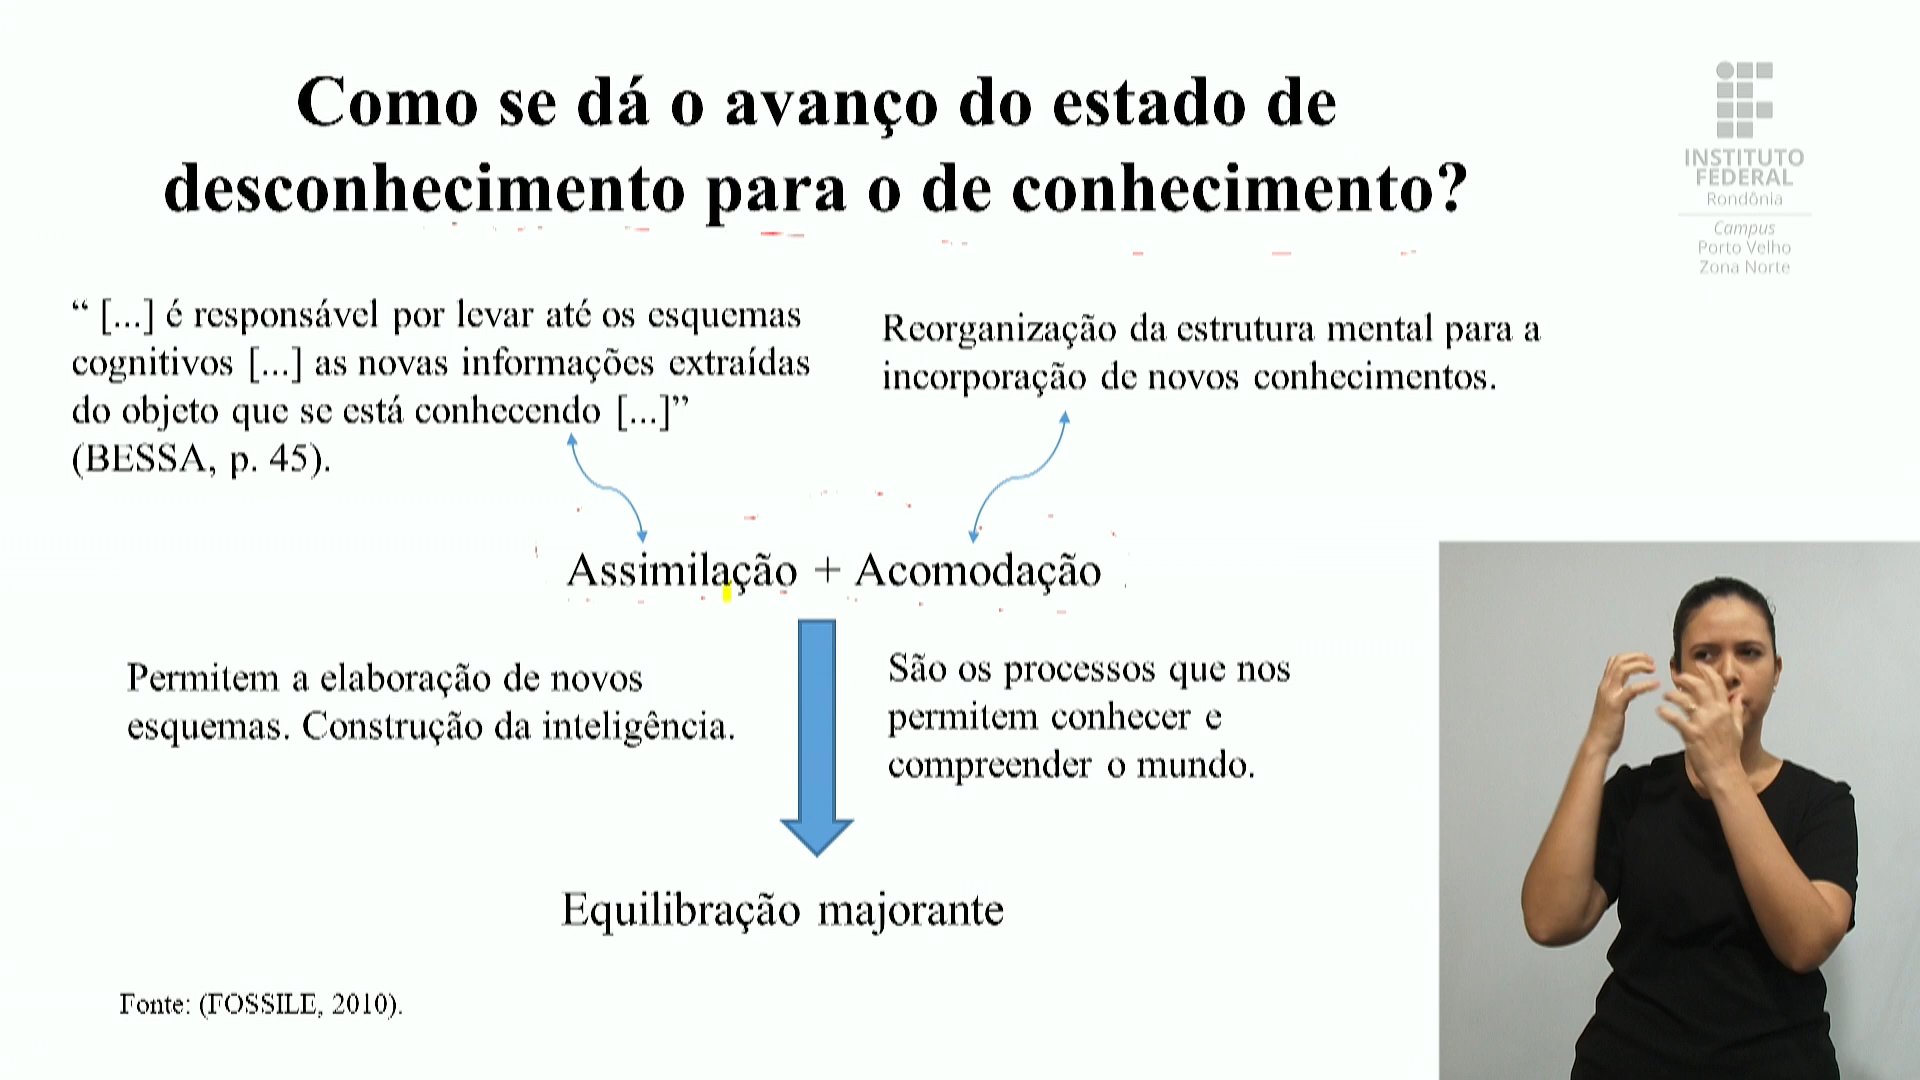 Como se dá o avanço do estado de
desconhecimento para o de conhecimento?
INSTITUTO
FEDERAL
Rondônia
Campus
Porto Velho
Zona Norte
“ [...] é responsável por levar até os esquemas
cognitivos [...] as novas informações extraídas
do objeto que se está conhecendo [...]”
(BESSA, p. 45).
Reorganização da estrutura mental para a
incorporação de novos conhecimentos.
Assimilação + Acomodação
Permitem a elaboração de novos
esquemas. Construção da inteligência.
São os processos que nos
permitem conhecer e
compreender o mundo.
Equilibração majorante
Fonte: (FOSSILE, 2010).